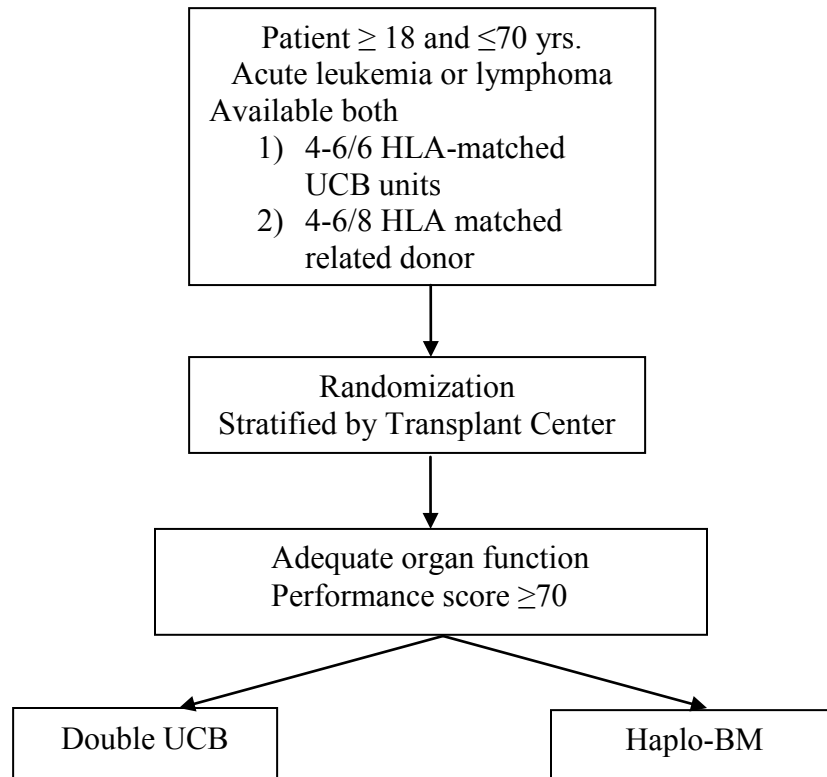 Patient ≥ 18 and ≤70 yrs.
Acute leukemia or lymphoma
Available both
1) 4-6/6 HLA-matched
UCB units
2) 4-6/8 HLA matched
related donor
Randomization
Stratified by Transplant Center
Adequate organ function
Performance score ≥70
Double UCB
Haplo-BM